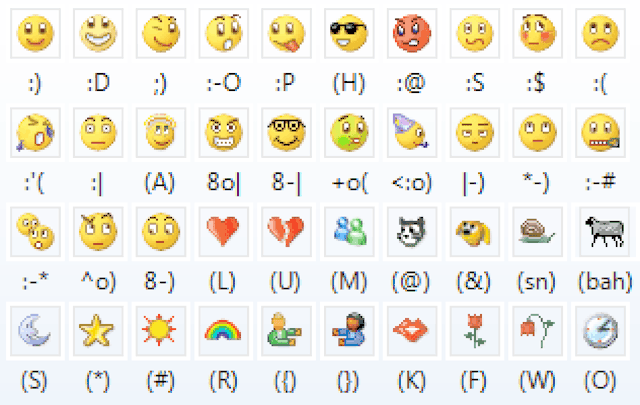 :) :D ;) :-O :P (H) :@ :S :$ :(
:'( :| (A) 8o| 8-| +o( <:o) |-) *-) :-#
:-* ^o) 8-) (L) (U) (M) (@) (&) (sn) (bah)
(S) (*) (#) (R) ({) (}) (K) (F) (W) (O)